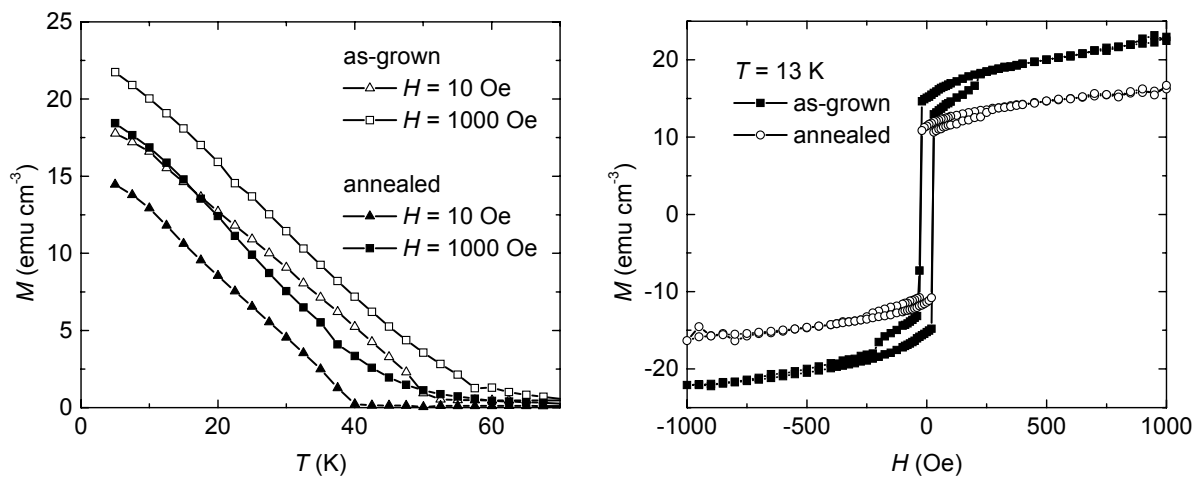 25
20
15
10
5
0
M (emu cm-3)
as-grown
H = 10 Oe
H = 1000 Oe
annealed
H = 10 Oe
H = 1000 Oe
0 20 40 60
T (K)
20
10
0
-10
-20
M (emu cm-3)
T = 13 K
as-grown
annealed
-1000 -500 0 500 1000
H (Oe)